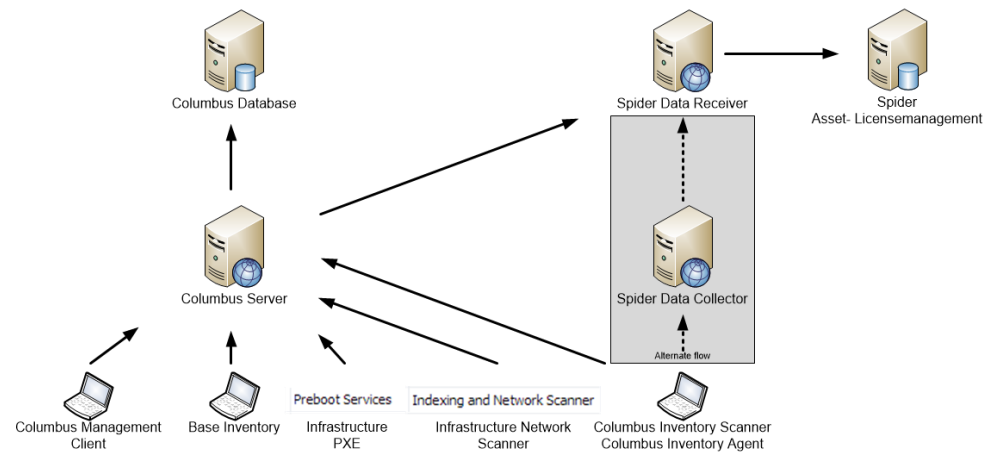 Columbus Database
Spider Data Receiver
Spider
Asset- Licensemanagement
Columbus Server
Spider Data Collector
Alternate flow
Preboot Services
Indexing and Network Scanner
Columbus Management
Client
Base Inventory
Infrastructure
PXE
Infrastructure Network
Scanner
Columbus Inventory Scanner
Columbus Inventory Agent